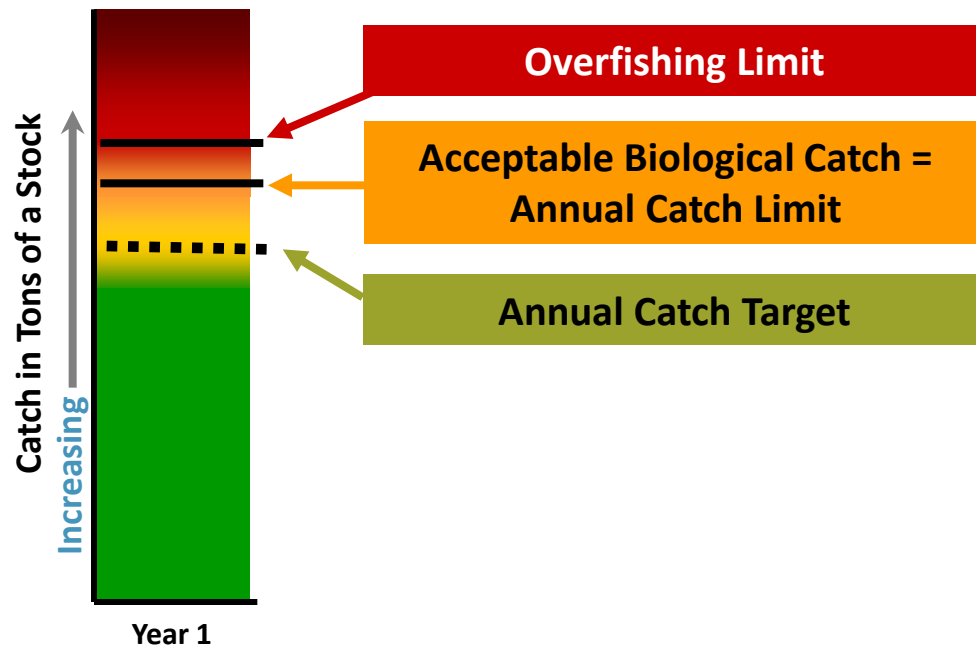 Overfishing Limit
Acceptable Biological Catch =
Annual Catch Limit
Annual Catch Target
Catch in Tons of a Stock
Increasing
Year 1